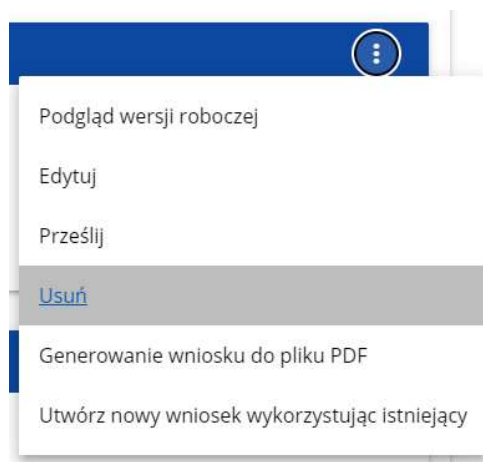 Podgląd wersji roboczej
Edytuj
Prześlij
Usuń
Generowanie wniosku do pliku PDF
Utwórz nowy wniosek wykorzystując istniejący